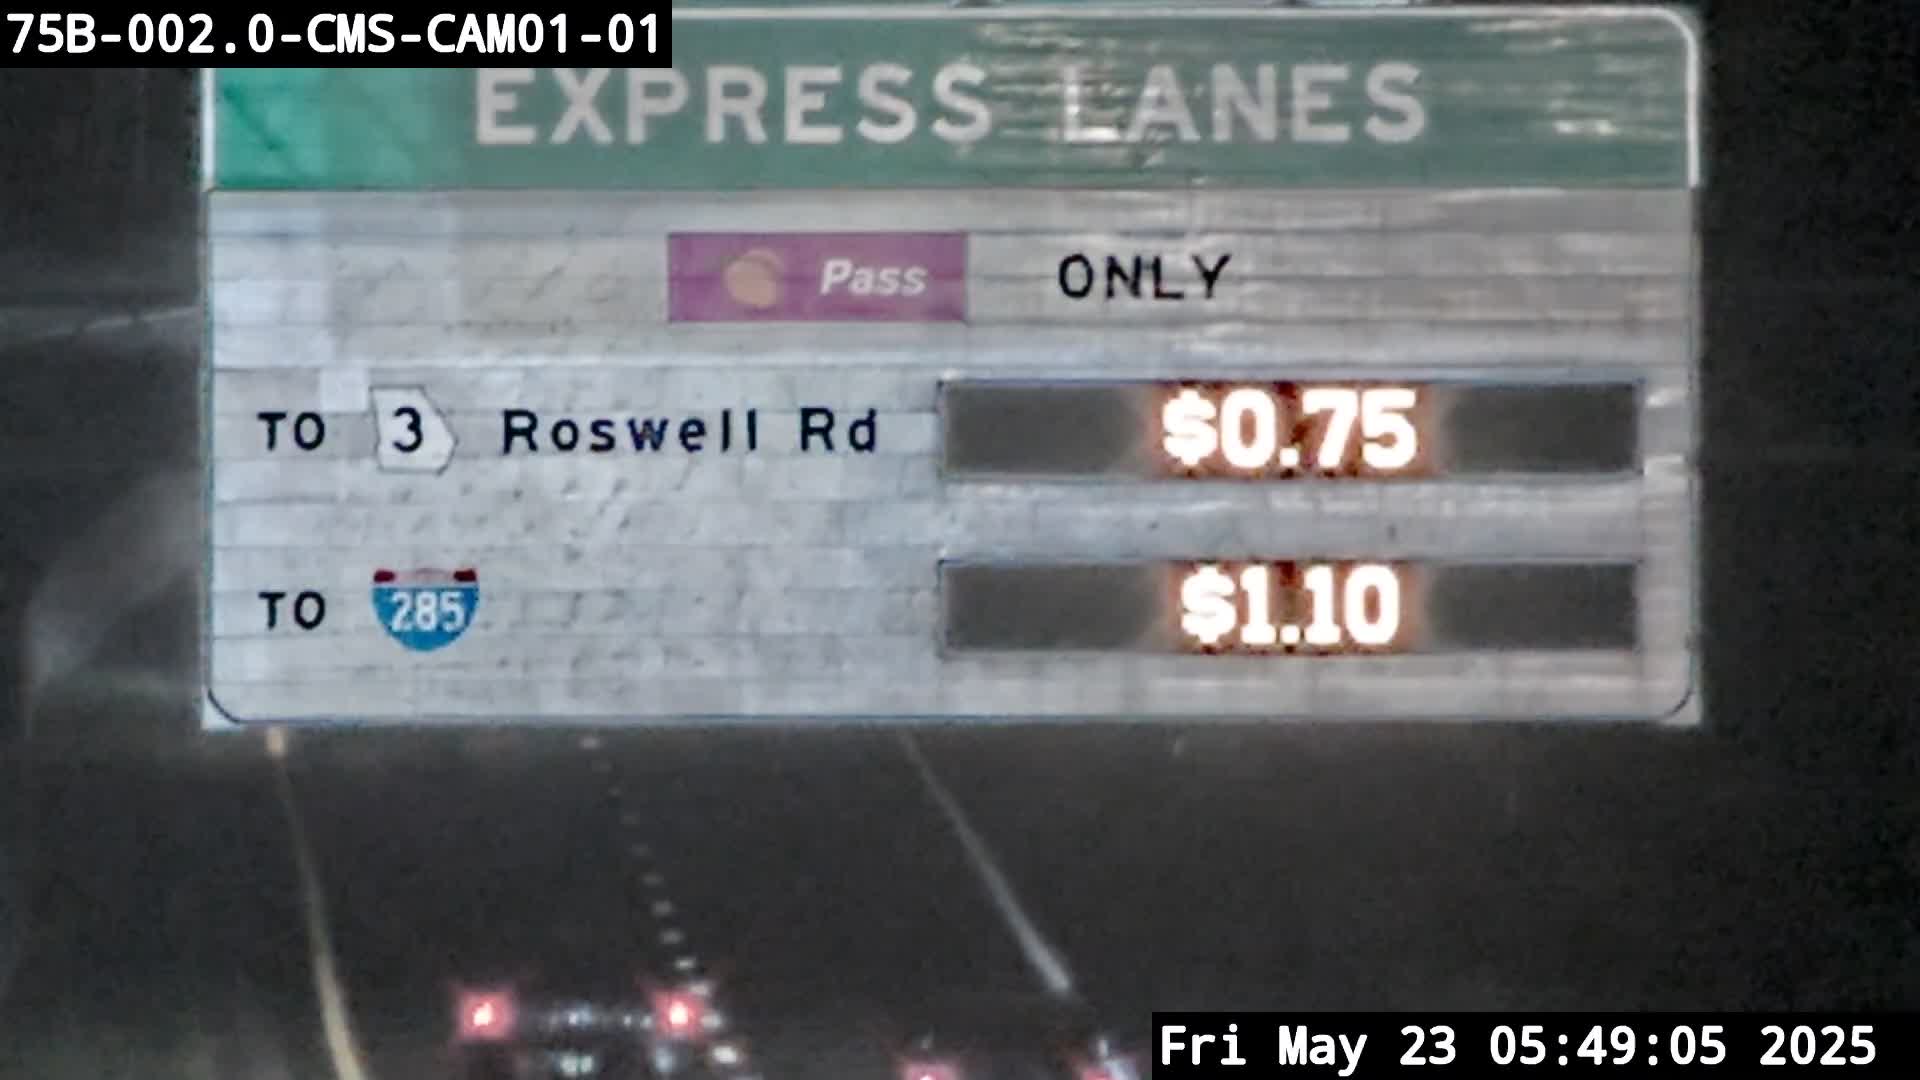 75B-002.0-CMS-CAM01-01
EXPRESS LANES
Pass ONLY
TO 3 Roswell Rd $0.75
TO 285 $1.10
Fri May 23 05:49:05 2025